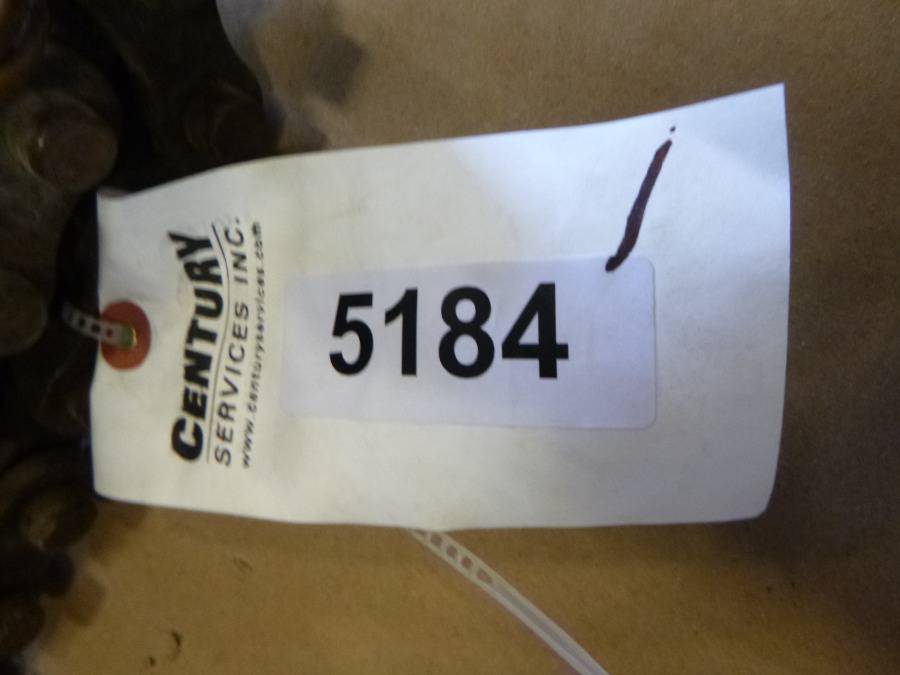 CENTURY
SERVICES INC.
www.centuryservices.com
5184